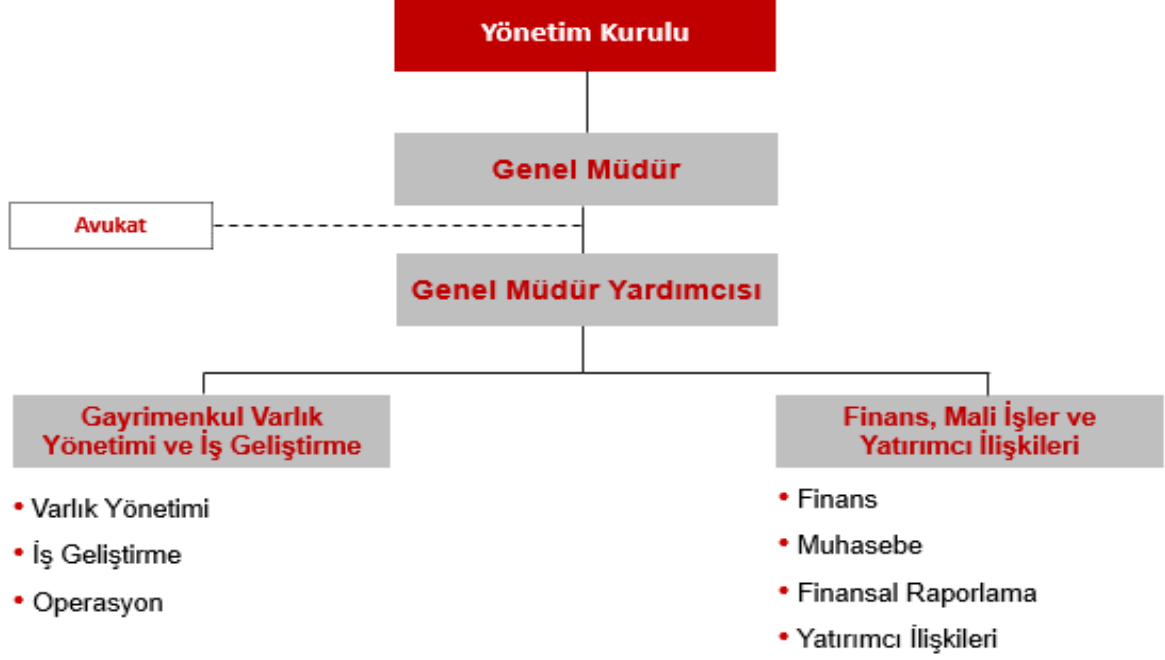 Yönetim Kurulu
Genel Müdür
Avukat
Genel Müdür Yardımcısı
Gayrimenkul Varlık
Yönetimi ve İş Geliştirme
• Varlık Yönetimi
• İş Geliştirme
• Operasyon
Finans, Mali İşler ve
Yatırımcı İlişkileri
• Finans
• Muhasebe
• Finansal Raporlama
• Yatırımcı İlişkileri